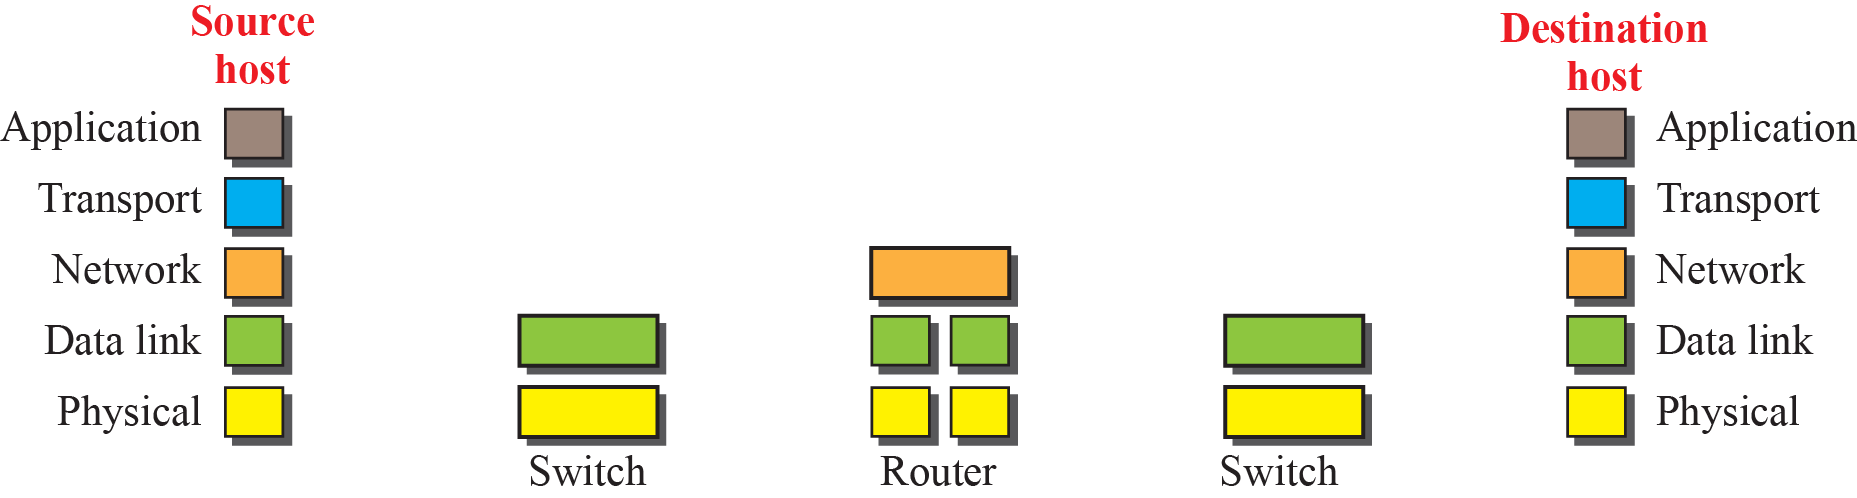 Source
host
Application
Transport
Network
Data link
Physical
Switch
Router
Switch
Destination
host
Application
Transport
Network
Data link
Physical